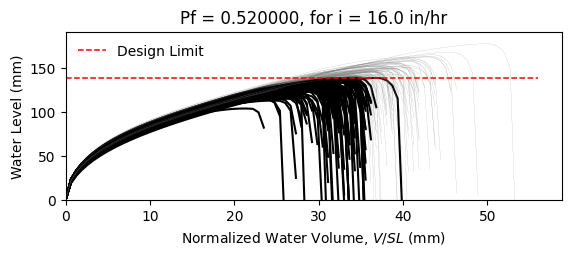 Pf = 0.520000, for i = 16.0 in/hr
Design Limit
Water Level (mm)
150
100
50
0
0 10 20 30 40 50
Normalized Water Volume, V/SL (mm)